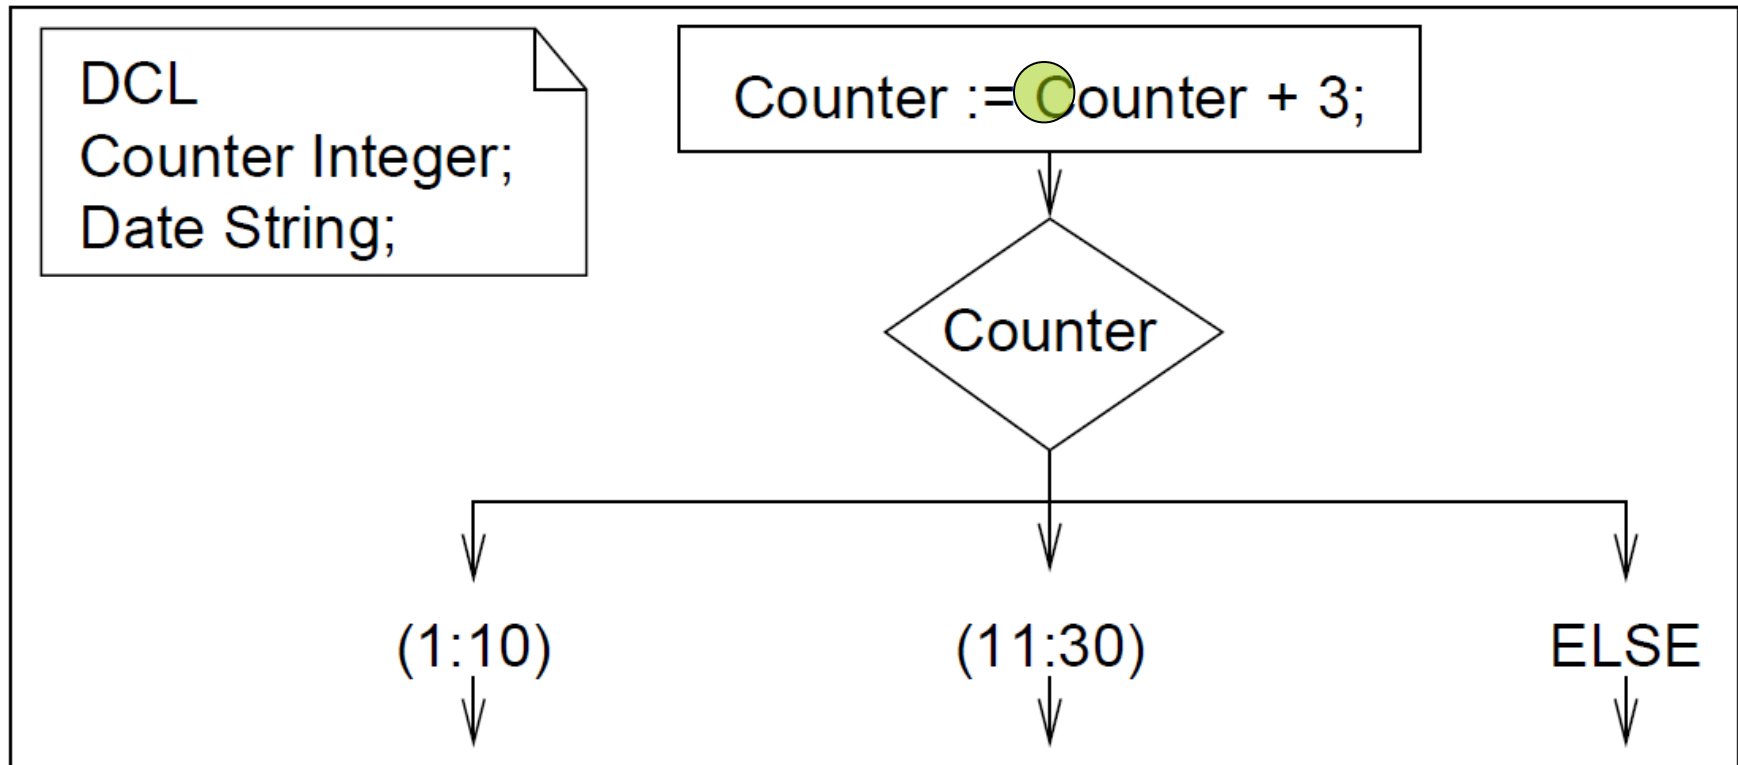 DCL
Counter Integer;
Date String;
Counter := Counter + 3;
Counter
(1:10)
(11:30)
ELSE